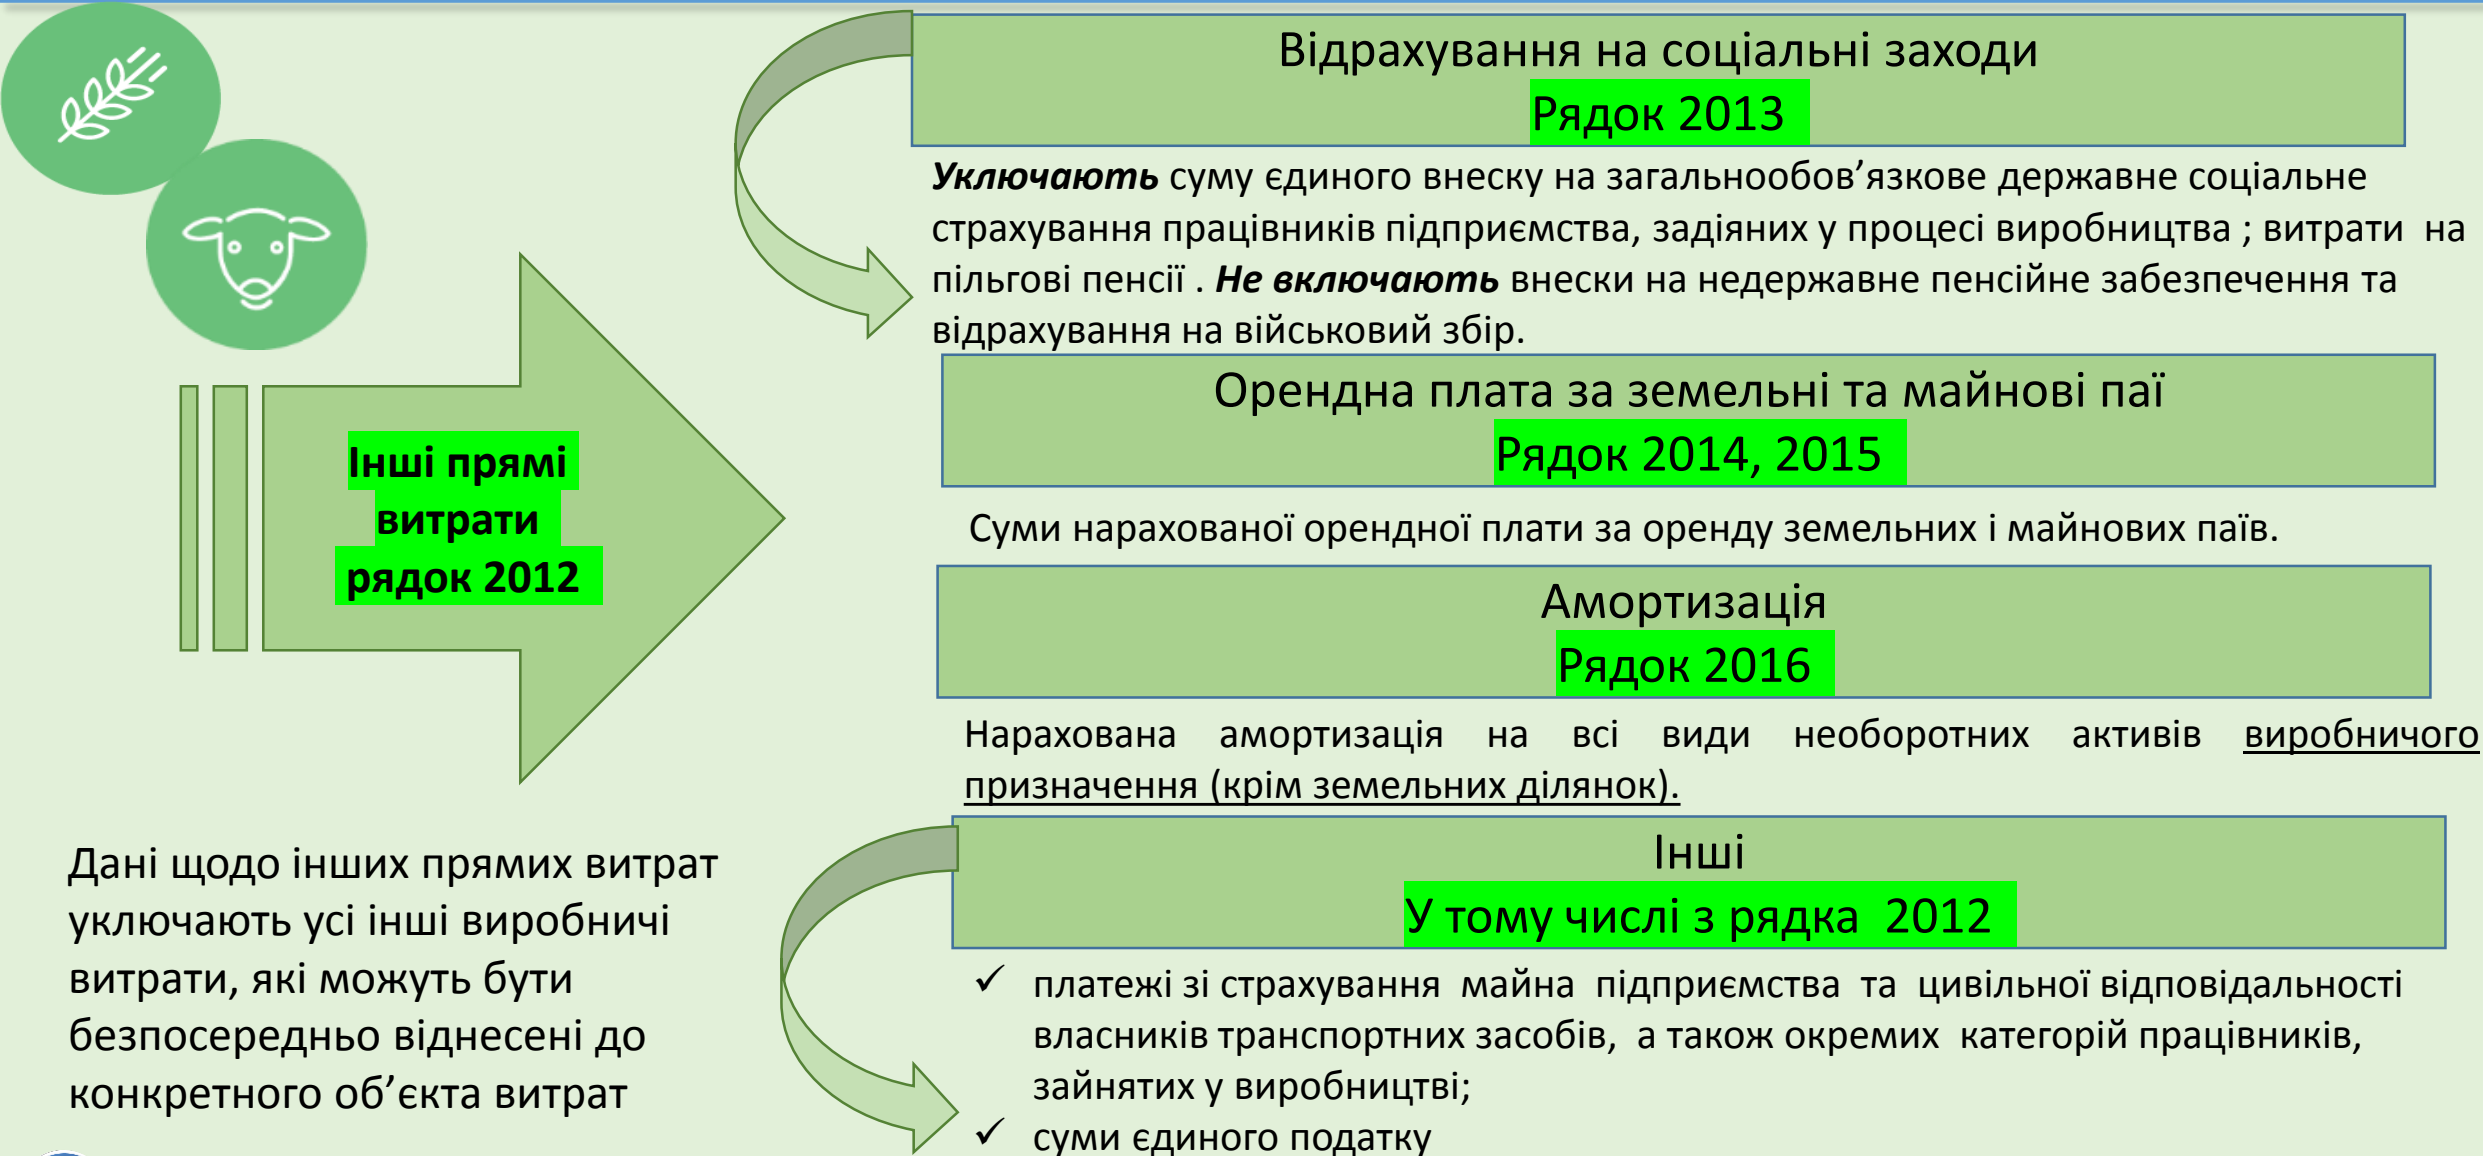 Відрахування на соціальні заходи
Рядок 2013
Уключають суму єдиного внеску на загальнообов’язкове державне соціальне
страхування працівників підприємства, задіяних у процесі виробництва ; витрати на
пільгові пенсії . Не включають внески на недержавне пенсійне забезпечення та
відрахування на військовий збір.
Орендна плата за земельні та майнові паї
Рядок 2014, 2015
Суми нарахованої орендної плати за оренду земельних і майнових паїв.
Інші прямі
витрати
рядок 2012
Амортизація
Рядок 2016
Нарахована амортизація на всі види необоротних активів виробничого
призначення (крім земельних ділянок).
Дані щодо інших прямих витрат
уключають усі інші виробничі
витрати, які можуть бути
безпосередньо віднесені до
конкретного об’єкта витрат
Інші
У тому числі з рядка 2012
✓ платежі зі страхування майна підприємства та цивільної відповідальності
власників транспортних засобів, а також окремих категорій працівників,
зайнятих у виробництві;
✓ суми єдиного податку